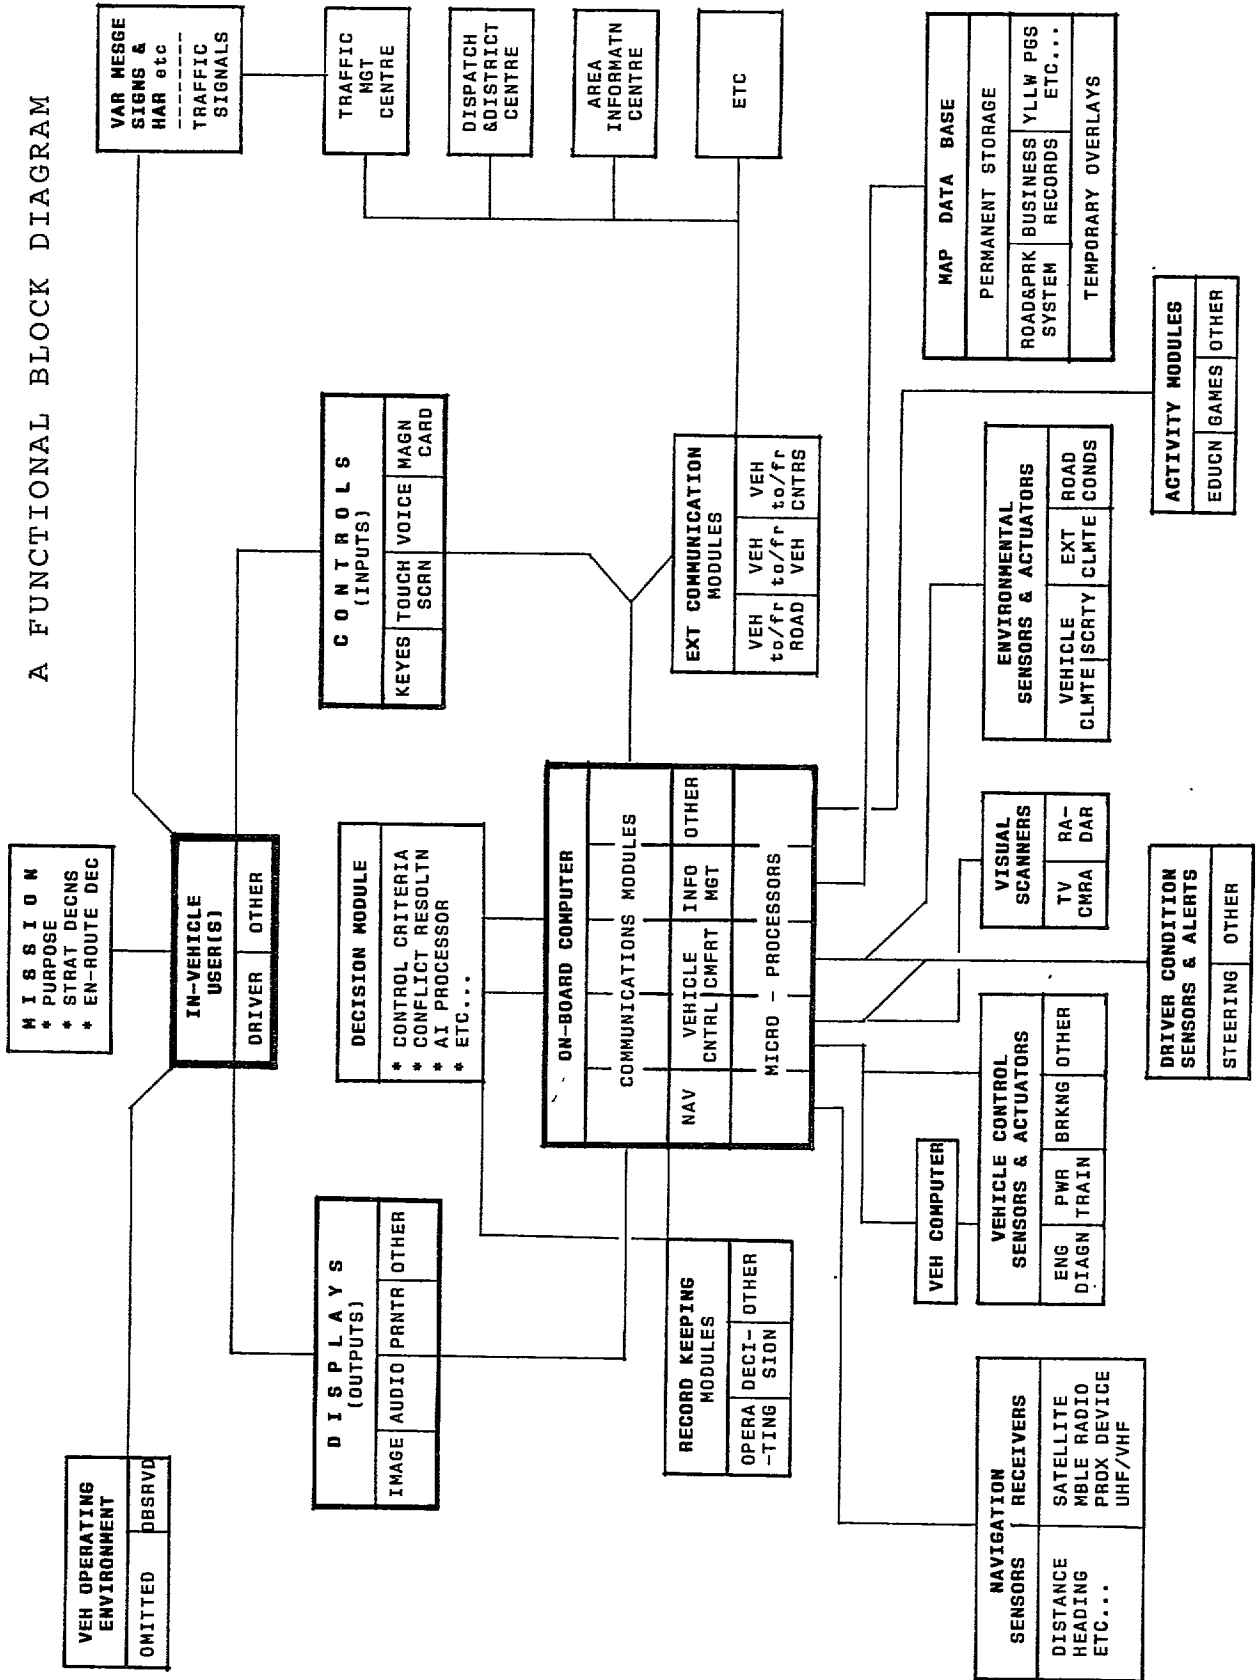 A FUNCTIONAL BLOCK DIAGRAM
VEH OPERATING
ENVIRONMENT
OMITTED OBSRVD
M I S S I O N
* PURPOSE
* STRAT DECNS
* EN-ROUTE DEC
IN-VEHICLE
USER(S)
DRIVER OTHER
VAR MESGE
SIGNS &
HAR etc
--------
TRAFFIC
SIGNALS
TRAFFIC
MGT
CENTRE
DISPATCH
&DISTRICT
CENTRE
AREA
INFORMATN
CENTRE
ETC
D I S P L A Y S
(OUTPUTS)
IMAGE AUDIO PRNTR OTHER
DECISION MODULE
* CONTROL CRITERIA
* CONFLICT RESOLTN
* AI PROCESSOR
* ETC...
C O N T R O L S
(INPUTS)
KEYES TOUCH VOICE MAGN
SCRN CARD
ON-BOARD COMPUTER
COMMUNICATIONS MODULES
NAV VEHICLE INFO OTHER
CNTRL CMFRT MGT
MICRO - PROCESSORS
RECORD KEEPING
MODULES
OPERA DECI- OTHER
-TING SION
EXT COMMUNICATION
MODULES
VEH VEH VEH
to/fr to/fr to/fr
ROAD VEH CNTRS
VEH COMPUTER
NAVIGATION
SENSORS RECEIVERS
DISTANCE SATELLITE
HEADING MBLE RADIO
ETC... PROX DEVICE
UHF/VHF
VEHICLE CONTROL
SENSORS & ACTUATORS
ENG PWR BRKNG OTHER
DIAGN TRAIN
VISUAL
SCANNERS
TV RA-
CMRA DAR
ENVIRONMENTAL
SENSORS & ACTUATORS
VEHICLE EXT ROAD
CLMTE SCRTY CLMTE CONDS
MAP DATA BASE
PERMANENT STORAGE
ROAD&PRK BUSINESS YLLW PGS
SYSTEM RECORDS ETC...
TEMPORARY OVERLAYS
DRIVER CONDITION
SENSORS & ALERTS
STEERING OTHER
ACTIVITY MODULES
EDUCN GAMES OTHER